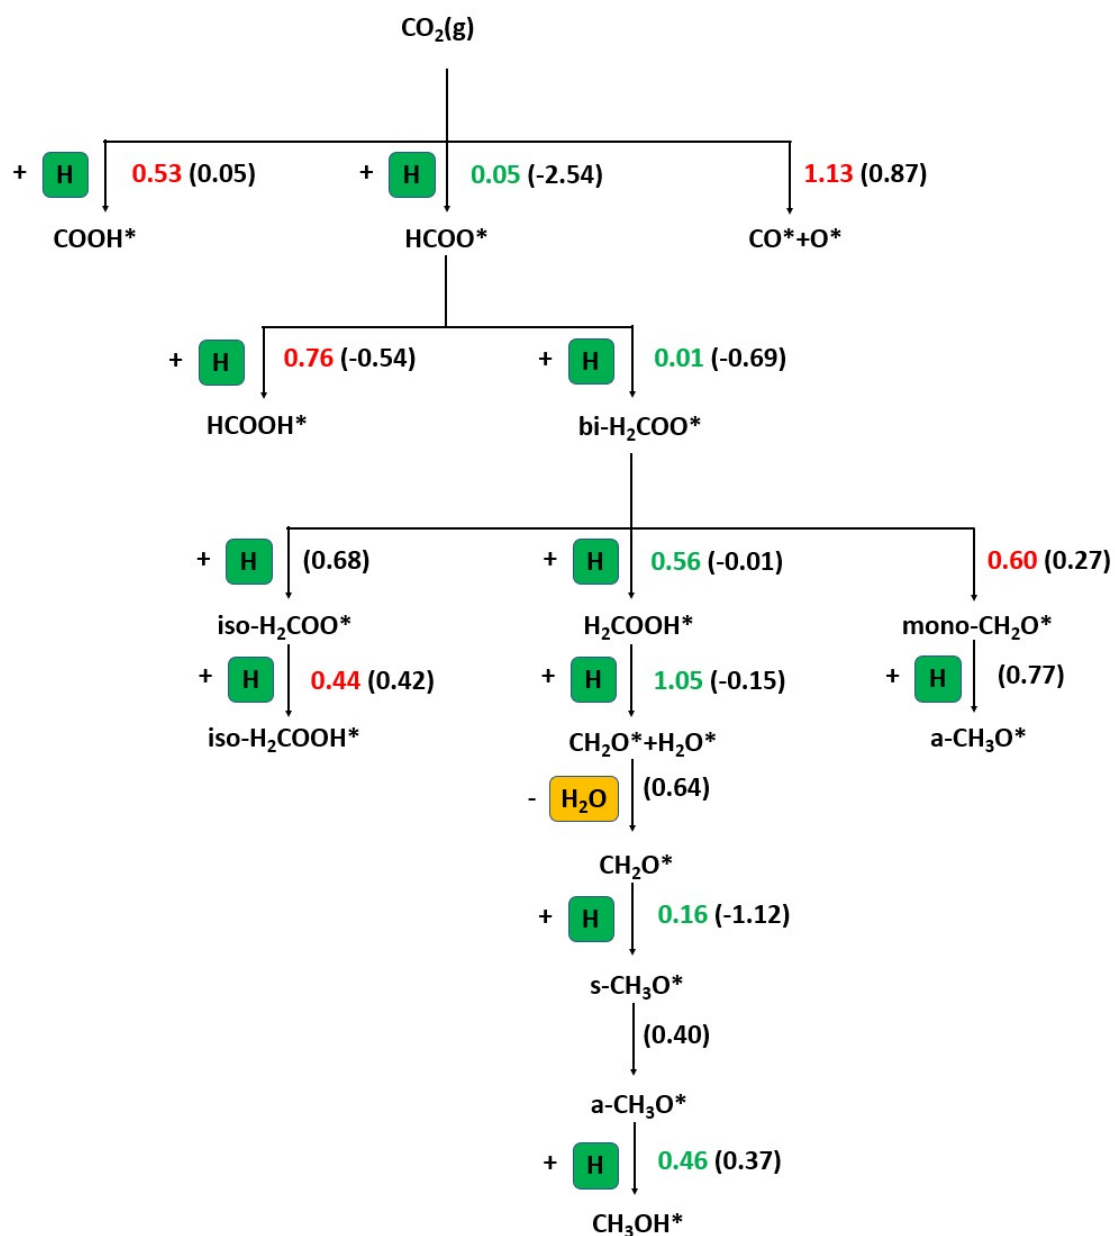 CO₂(g)
+ H 0.53 (0.05) + H 0.05 (-2.54) 1.13 (0.87)
COOH* HCOO* CO*+O*
+ H 0.76 (-0.54) + H 0.01 (-0.69)
HCOOH* bi-H₂COO*
+ H (0.68) + H 0.56 (-0.01) 0.60 (0.27)
iso-H₂COO* H₂COOH* mono-CH₂O*
+ H 0.44 (0.42) + H 1.05 (-0.15) + H (0.77)
iso-H₂COOH* CH₂O*+H₂O* a-CH₃O*
- H₂O (0.64)
CH₂O*
+ H 0.16 (-1.12)
s-CH₃O*
(0.40)
a-CH₃O*
+ H 0.46 (0.37)
CH₃OH*